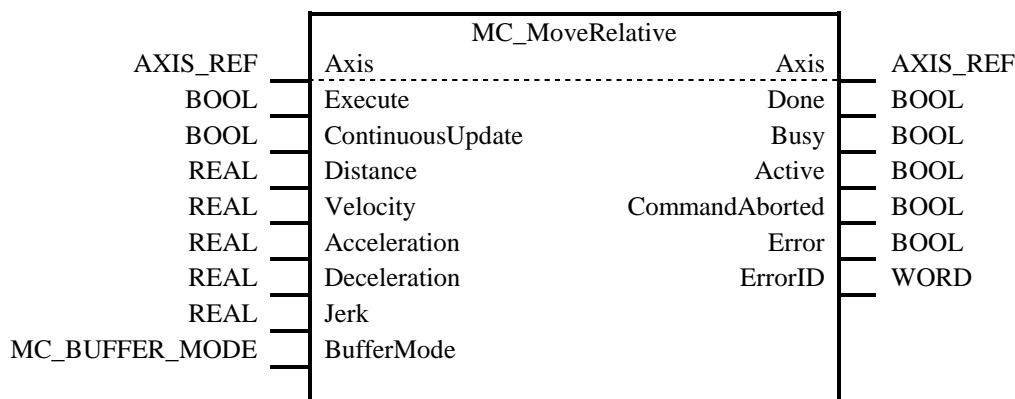 MC_MoveRelative
AXIS_REF Axis Axis AXIS_REF
BOOL Execute Done BOOL
BOOL ContinuousUpdate Busy BOOL
REAL Distance Active BOOL
REAL Velocity CommandAborted BOOL
REAL Acceleration Error BOOL
REAL Deceleration ErrorID WORD
REAL Jerk
MC_BUFFER_MODE BufferMode